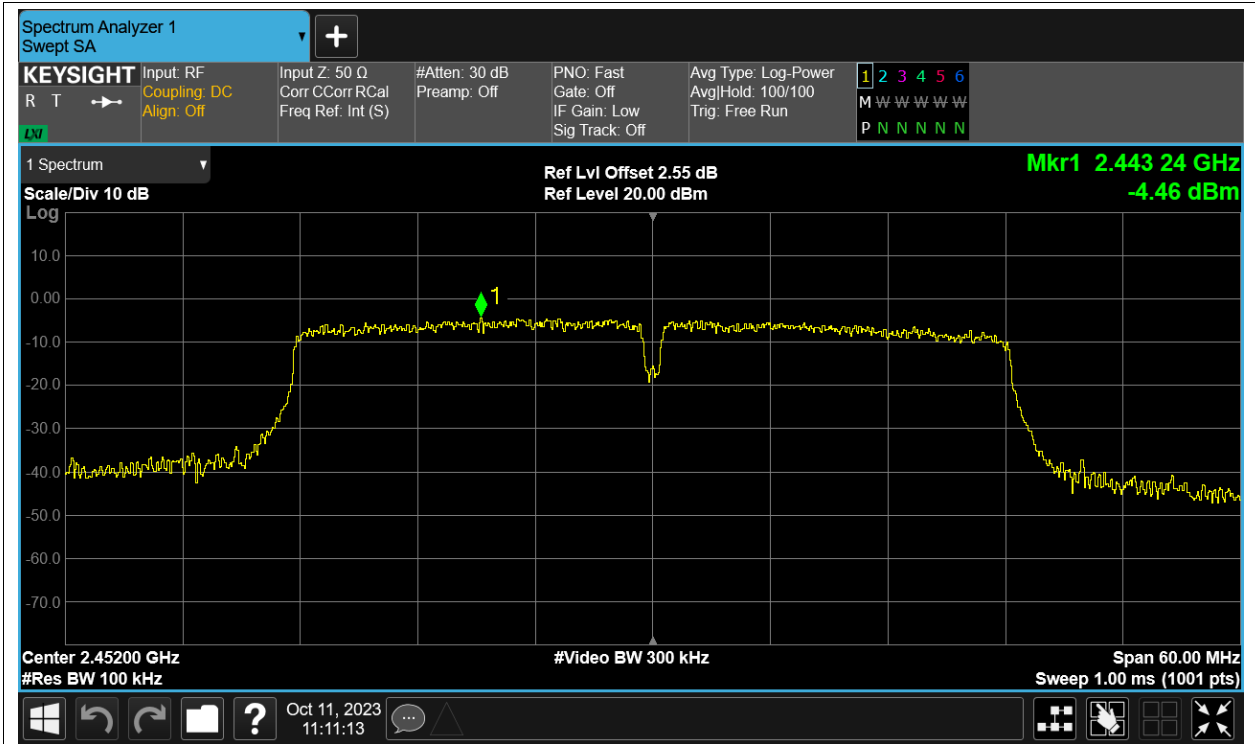 Spectrum Analyzer 1
Swept SA
KEYSIGHT
R T
LXI
Input: RF
Coupling: DC
Align: Off
Input Z: 50 Ω
Corr CCorr RCal
Freq Ref: Int (S)
#Atten: 30 dB
Preamp: Off
PNO: Fast
Gate: Off
IF Gain: Low
Sig Track: Off
Avg Type: Log-Power
Avg|Hold: 100/100
Trig: Free Run
1 2 3 4 5 6
M W W W W W
P N N N N N
1 Spectrum
Scale/Div 10 dB
Log
Ref Lvl Offset 2.55 dB
Ref Level 20.00 dBm
Mkr1 2.443 24 GHz
-4.46 dBm
10.0
0.00
1
-10.0
-20.0
-30.0
-40.0
-50.0
-60.0
-70.0
Center 2.45200 GHz
#Res BW 100 kHz
#Video BW 300 kHz
Span 60.00 MHz
Sweep 1.00 ms (1001 pts)
?
Oct 11, 2023
11:11:13